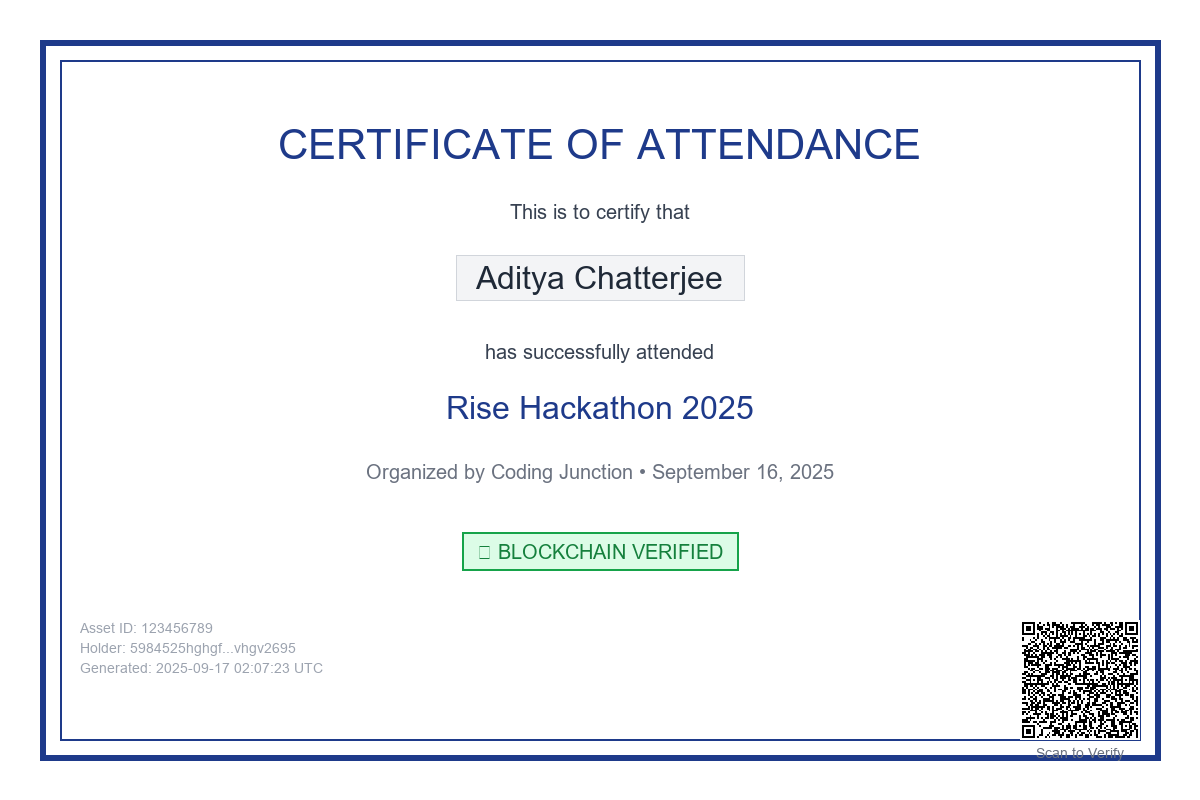 CERTIFICATE OF ATTENDANCE
This is to certify that
Aditya Chatterjee
has successfully attended
Rise Hackathon 2025
Organized by Coding Junction • September 16, 2025
□ BLOCKCHAIN VERIFIED
Asset ID: 123456789
Holder: 5984525hghgf...vhgv2695
Generated: 2025-09-17 02:07:23 UTC
Scan to Verify